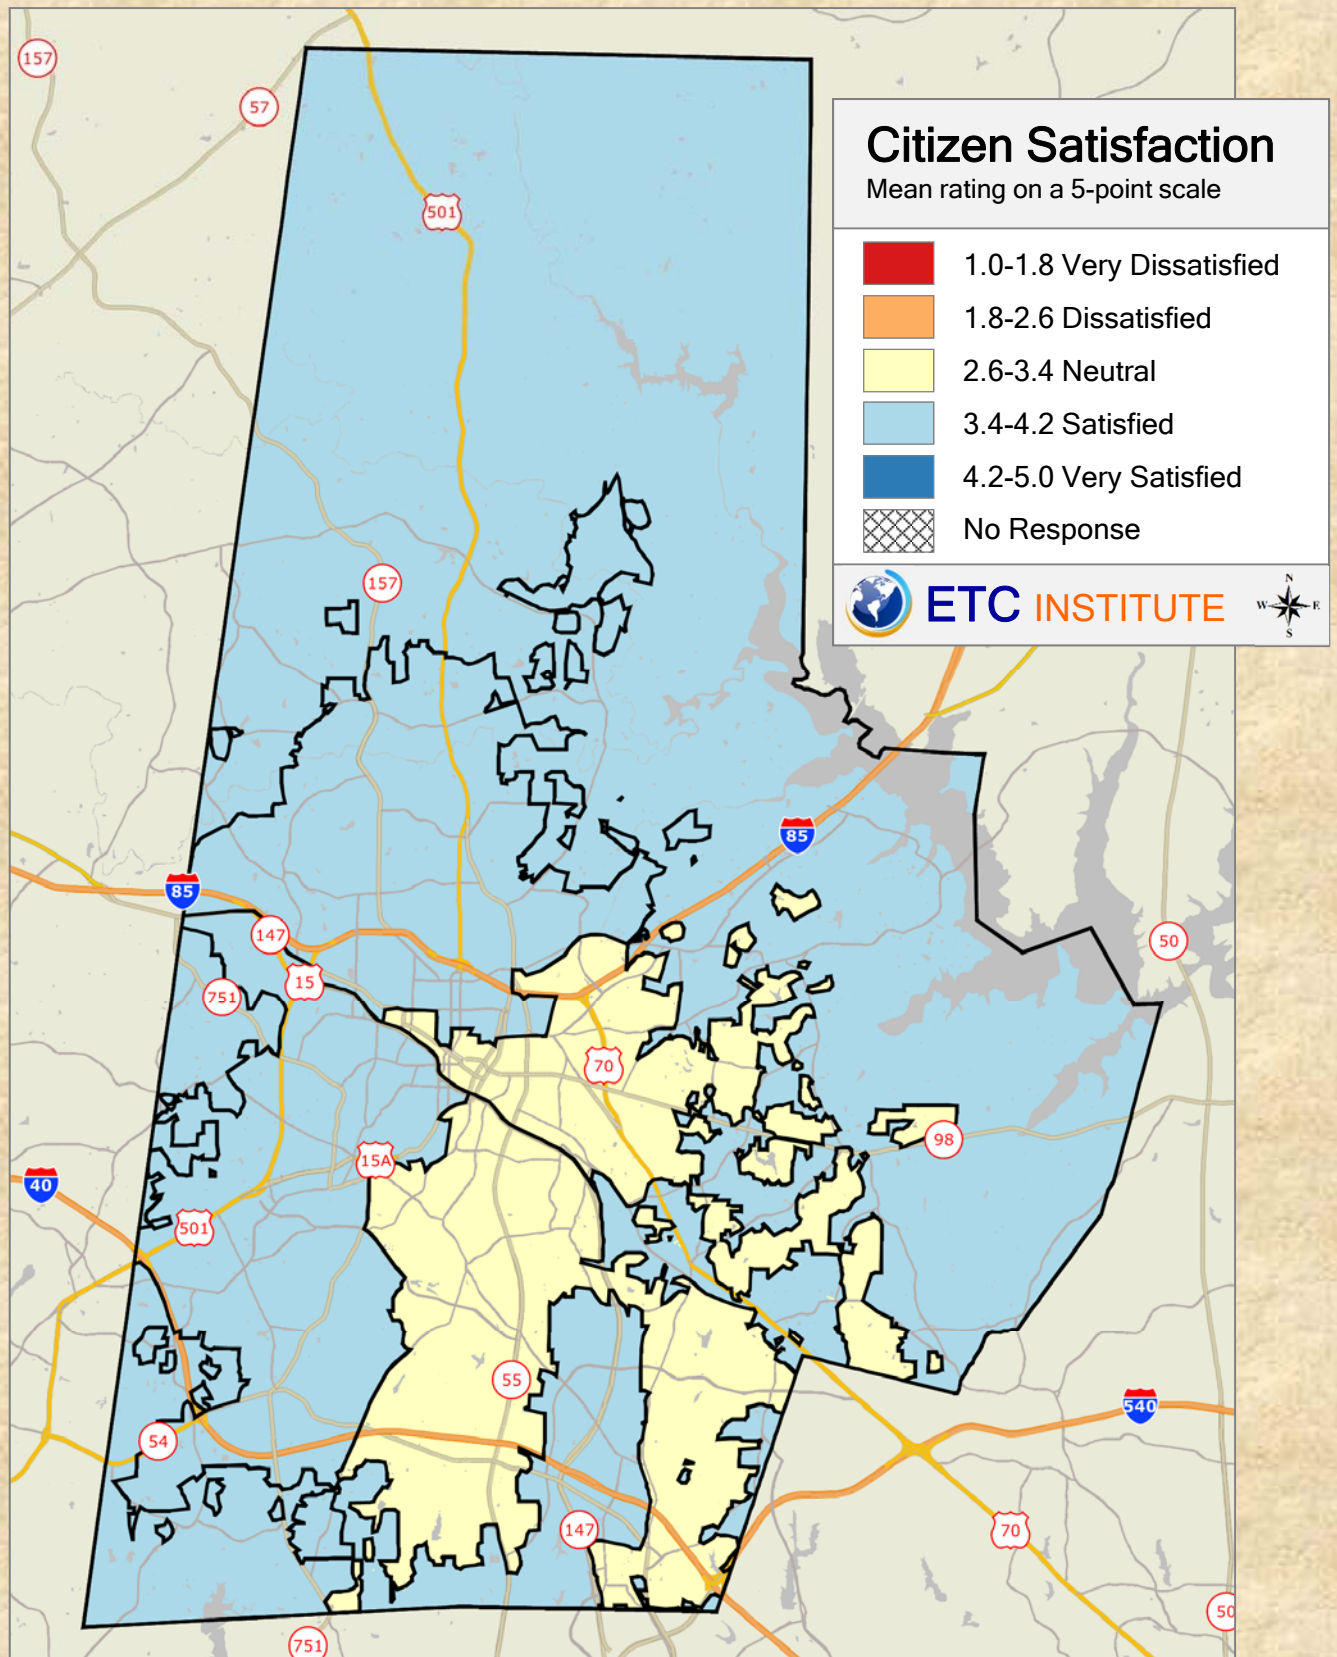 157
57
501
Citizen Satisfaction
Mean rating on a 5-point scale
1.0-1.8 Very Dissatisfied
1.8-2.6 Dissatisfied
2.6-3.4 Neutral
3.4-4.2 Satisfied
4.2-5.0 Very Satisfied
No Response
ETC INSTITUTE
N
W
E
S
157
85
85
147
15
751
50
70
98
15A
40
501
55
540
54
147
70
50
751